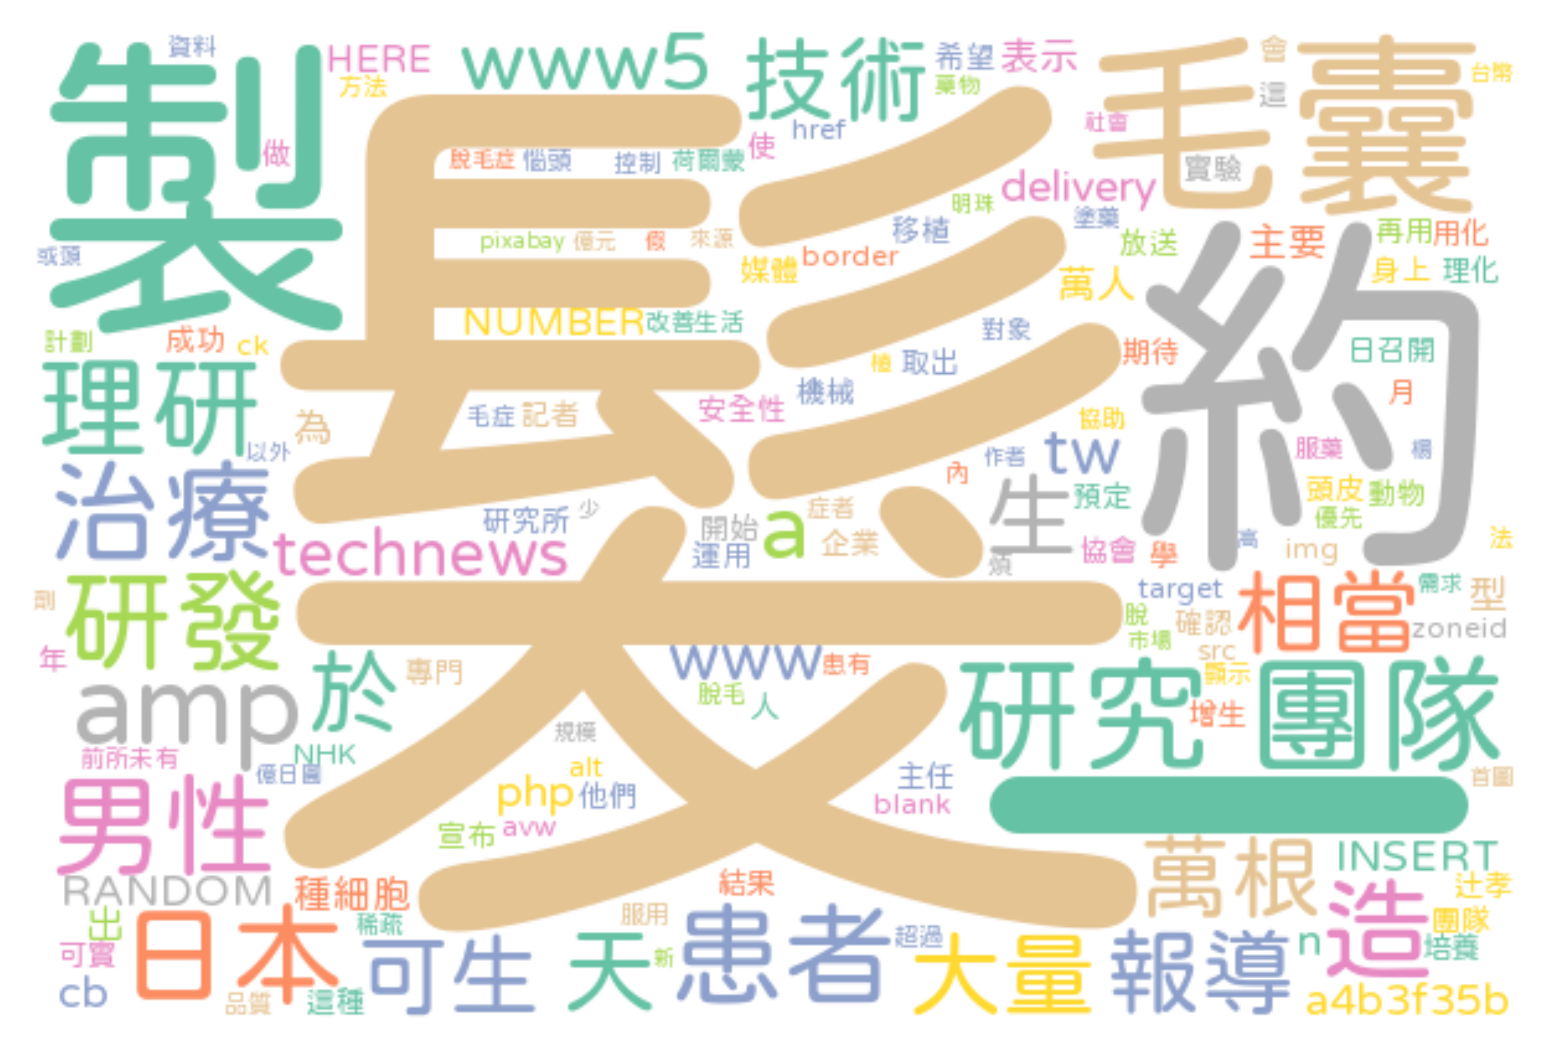 資料
HERE
www5
技術
希望
表示
會
毛囊
台幣
方法
藥物
這
製
做
脫毛症
惱頭
控制
荷爾蒙
使
href
社會
實驗
髮
delivery
明珠
塗藥
移植
放送
主要
再用
用化
pixabay
億元
假
來源
border
媒體
萬人
身上
理化
或頭
約
NUMBER
改善生活
對象
計劃
成功
ck
植
取出
期待
日召開
理研
機械
月
為
毛症
記者
安全性
協助
以外
tw
服藥
楊
治療
內
作者
生
預定
頭皮
動物
優先
研究所
少
開始
a
症者
technews
運用
企業
煩
協會
學
高
img
法
研發
target
相當
需求
型
劑
脫
市場
確認
zoneid
src
年
於
專門
www
患有
顯示
amp
脫毛
人
研究團隊
增生
前所未有
NHK
規模
億日圓
alt
php
他們
主任
首圖
男性
blank
一
宣布
avw
萬根
INSERT
RANDOM
種細胞
結果
辻孝
出
日本
稀疏
服用
患者
超過
造
團隊
可實
可生
天
新
大量
報導
n
培養
cb
品質
這種
a4b3f35b